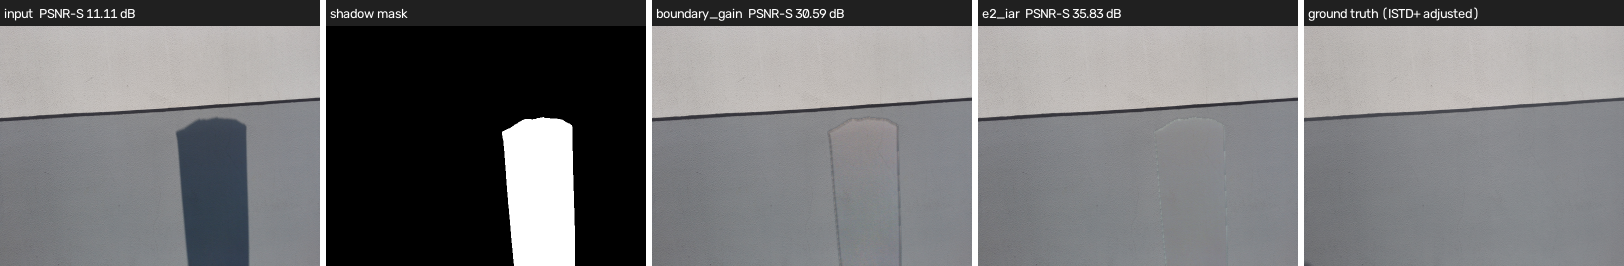 input PSNR-S 11.11 dB
shadow mask
boundary_gain PSNR-S 30.59 dB
e2_iar PSNR-S 35.83 dB
ground truth (ISTD+ adjusted)